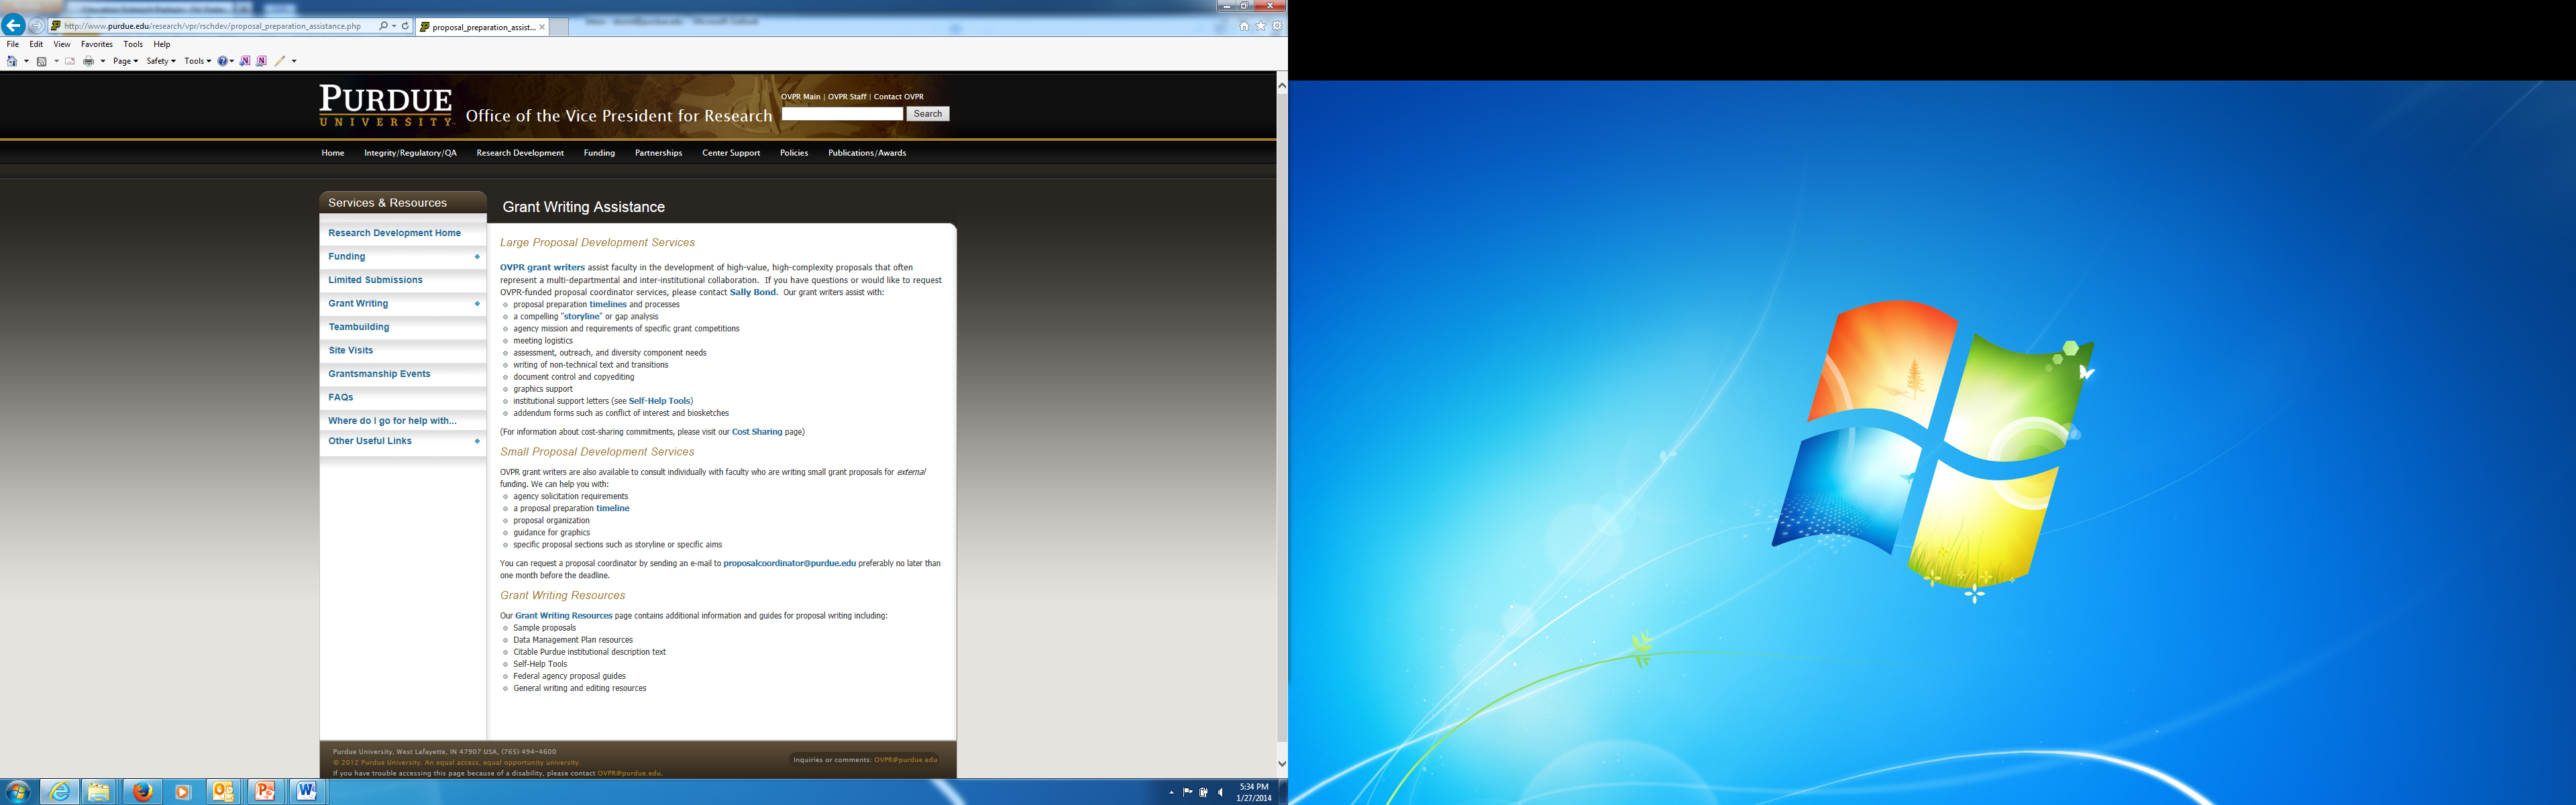 http://www.purdue.edu/research/vpr/rschdev/proposal_preparation_assistance.php
proposal_preparation_assist...
File Edit View Favorites Tools Help
Page Safety Tools
PURDUE
UNIVERSITY
Office of the Vice President for Research
OVPR Main | OVPR Staff | Contact OVPR
Search
Home Integrity/Regulatory/QA Research Development Funding Partnerships Center Support Policies Publications/Awards
Services & Resources
Research Development Home
Funding
Limited Submissions
Grant Writing
Teambuilding
Site Visits
Grantsmanship Events
FAQs
Where do I go for help with...
Other Useful Links
Grant Writing Assistance
Large Proposal Development Services
OVPR grant writers assist faculty in the development of high-value, high-complexity proposals that often
represent a multi-departmental and inter-institutional collaboration. If you have questions or would like to request
OVPR-funded proposal coordinator services, please contact Sally Bond. Our grant writers assist with:
proposal preparation timelines and processes
a compelling "storyline" or gap analysis
agency mission and requirements of specific grant competitions
meeting logistics
assessment, outreach, and diversity component needs
writing of non-technical text and transitions
document control and copyediting
graphics support
institutional support letters (see Self-Help Tools)
addendum forms such as conflict of interest and biosketches
(For information about cost-sharing commitments, please visit our Cost Sharing page)
Small Proposal Development Services
OVPR grant writers are also available to consult individually with faculty who are writing small grant proposals for external
funding. We can help you with:
agency solicitation requirements
a proposal preparation timeline
proposal organization
guidance for graphics
specific proposal sections such as storyline or specific aims
You can request a proposal coordinator by sending an e-mail to proposalcoordinator@purdue.edu preferably no later than
one month before the deadline.
Grant Writing Resources
Our Grant Writing Resources page contains additional information and guides for proposal writing including:
Sample proposals
Data Management Plan resources
Citable Purdue institutional description text
Self-Help Tools
Federal agency proposal guides
General writing and editing resources
Purdue University, West Lafayette, IN 47907 USA, (765) 494-4600
© 2012 Purdue University. An equal access, equal opportunity university.
If you have trouble accessing this page because of a disability, please contact OVPR@purdue.edu.
Inquiries or comments: OVPR@purdue.edu
5:34 PM
1/27/2014